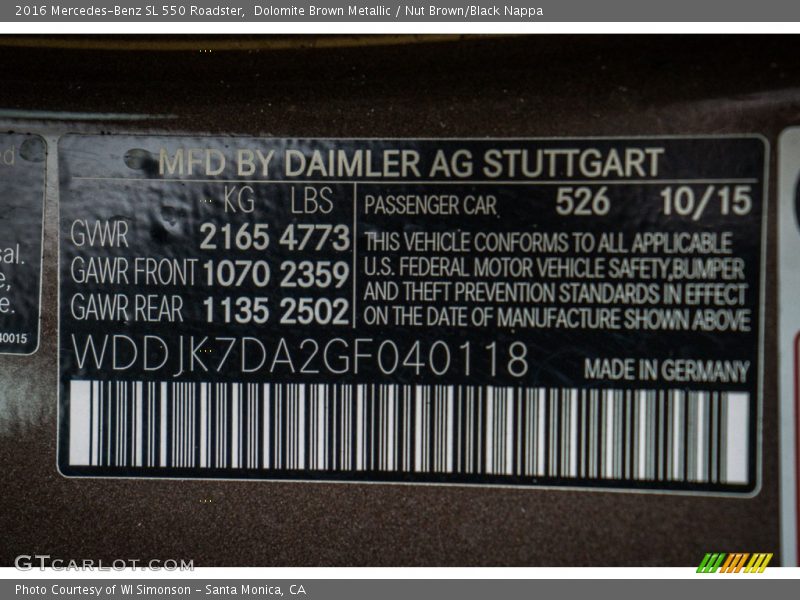 2016 Mercedes-Benz SL 550 Roadster,  Dolomite Brown Metallic / Nut Brown/Black Nappa
MFD BY DAIMLER AG STUTTGART
KG LBS
GVWR 2165 4773
GAWR FRONT 1070 2359
GAWR REAR 1135 2502
PASSENGER CAR 526 10/15
THIS VEHICLE CONFORMS TO ALL APPLICABLE
U.S. FEDERAL MOTOR VEHICLE SAFETY,BUMPER
AND THEFT PREVENTION STANDARDS IN EFFECT
ON THE DATE OF MANUFACTURE SHOWN ABOVE
WDDJK7DA2GF040118
MADE IN GERMANY
sal.
e,
e.
40015
GTCARLOT.COM
Photo Courtesy of WI Simonson - Santa Monica, CA